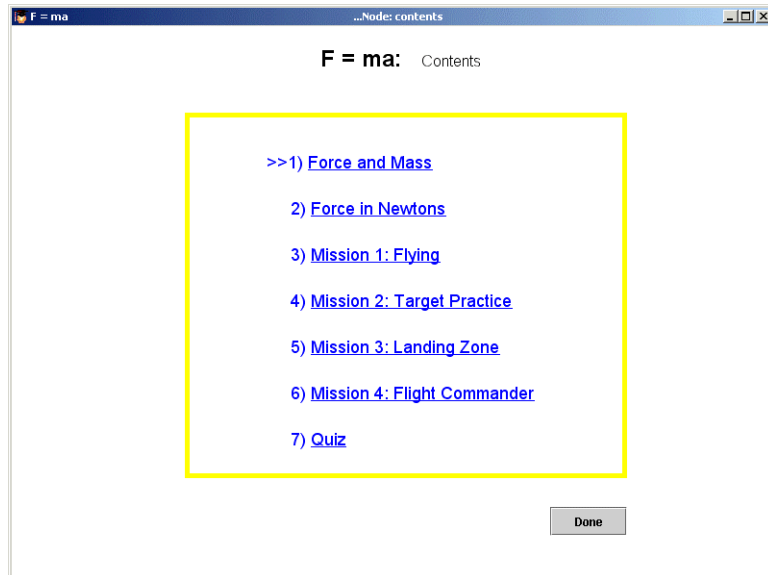 F = ma ...Node: contents
F = ma: Contents
>>1) Force and Mass
2) Force in Newtons
3) Mission 1: Flying
4) Mission 2: Target Practice
5) Mission 3: Landing Zone
6) Mission 4: Flight Commander
7) Quiz
Done